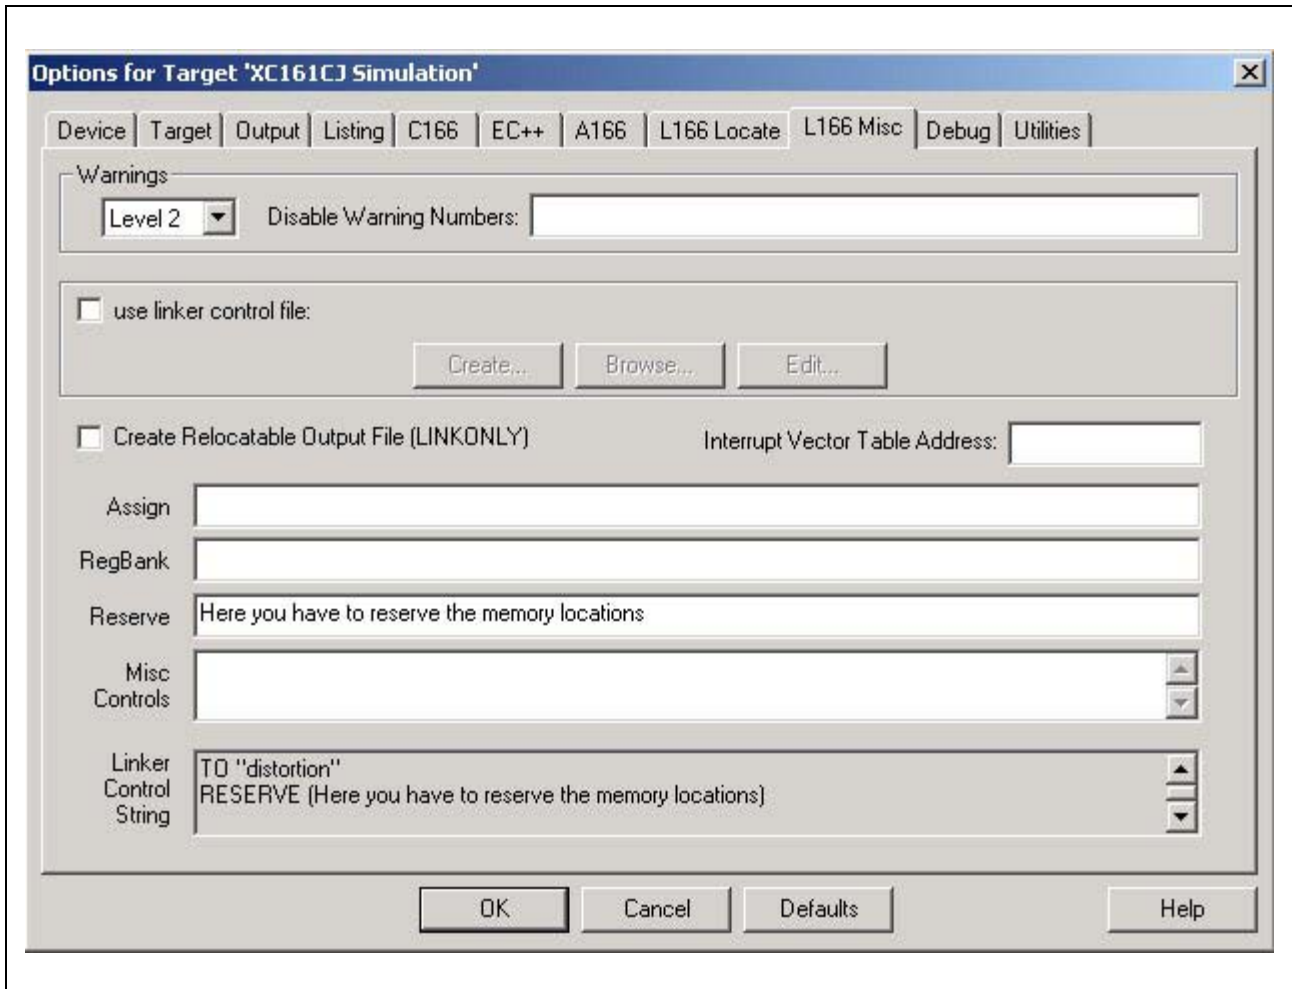 Options for Target 'XC161CJ Simulation'
Device Target Output Listing C166 EC++ A166 L166 Locate L166 Misc Debug Utilities
Warnings
Level 2 Disable Warning Numbers:
use linker control file:
Create... Browse... Edit...
Create Relocatable Output File (LINKONLY) Interrupt Vector Table Address:
Assign
RegBank
Reserve Here you have to reserve the memory locations
Misc
Controls
Linker TO "distortion"
Control RESERVE (Here you have to reserve the memory locations)
String
OK Cancel Defaults Help